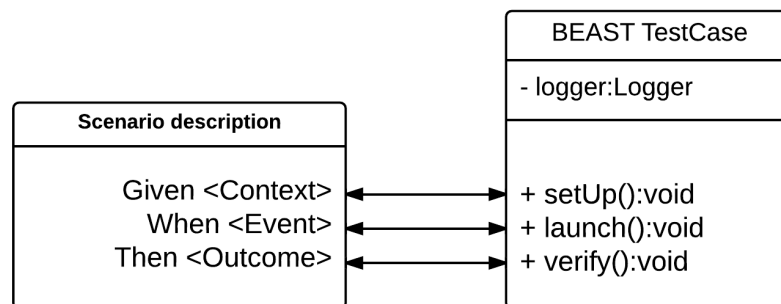 BEAST TestCase
- logger:Logger
Scenario description
Given <Context>
+ setUp():void
When <Event>
+ launch():void
Then <Outcome>
+ verify():void